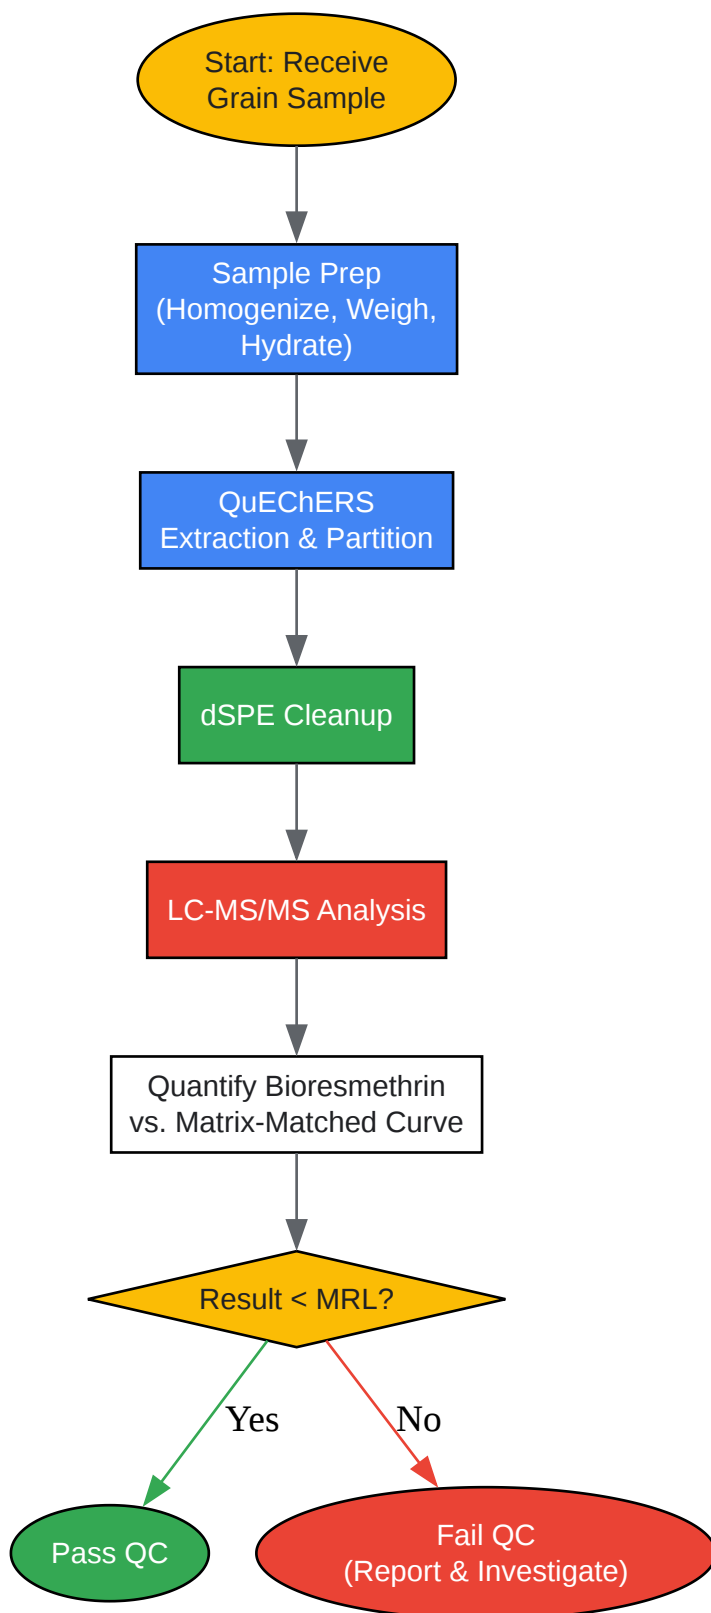 Start: Receive
Grain Sample
Sample Prep
(Homogenize, Weigh,
Hydrate)
QuEChERS
Extraction & Partition
dSPE Cleanup
LC-MS/MS Analysis
Quantify Bioresmethrin
vs. Matrix-Matched Curve
Result < MRL?
Yes
No
Pass QC
Fail QC
(Report & Investigate)